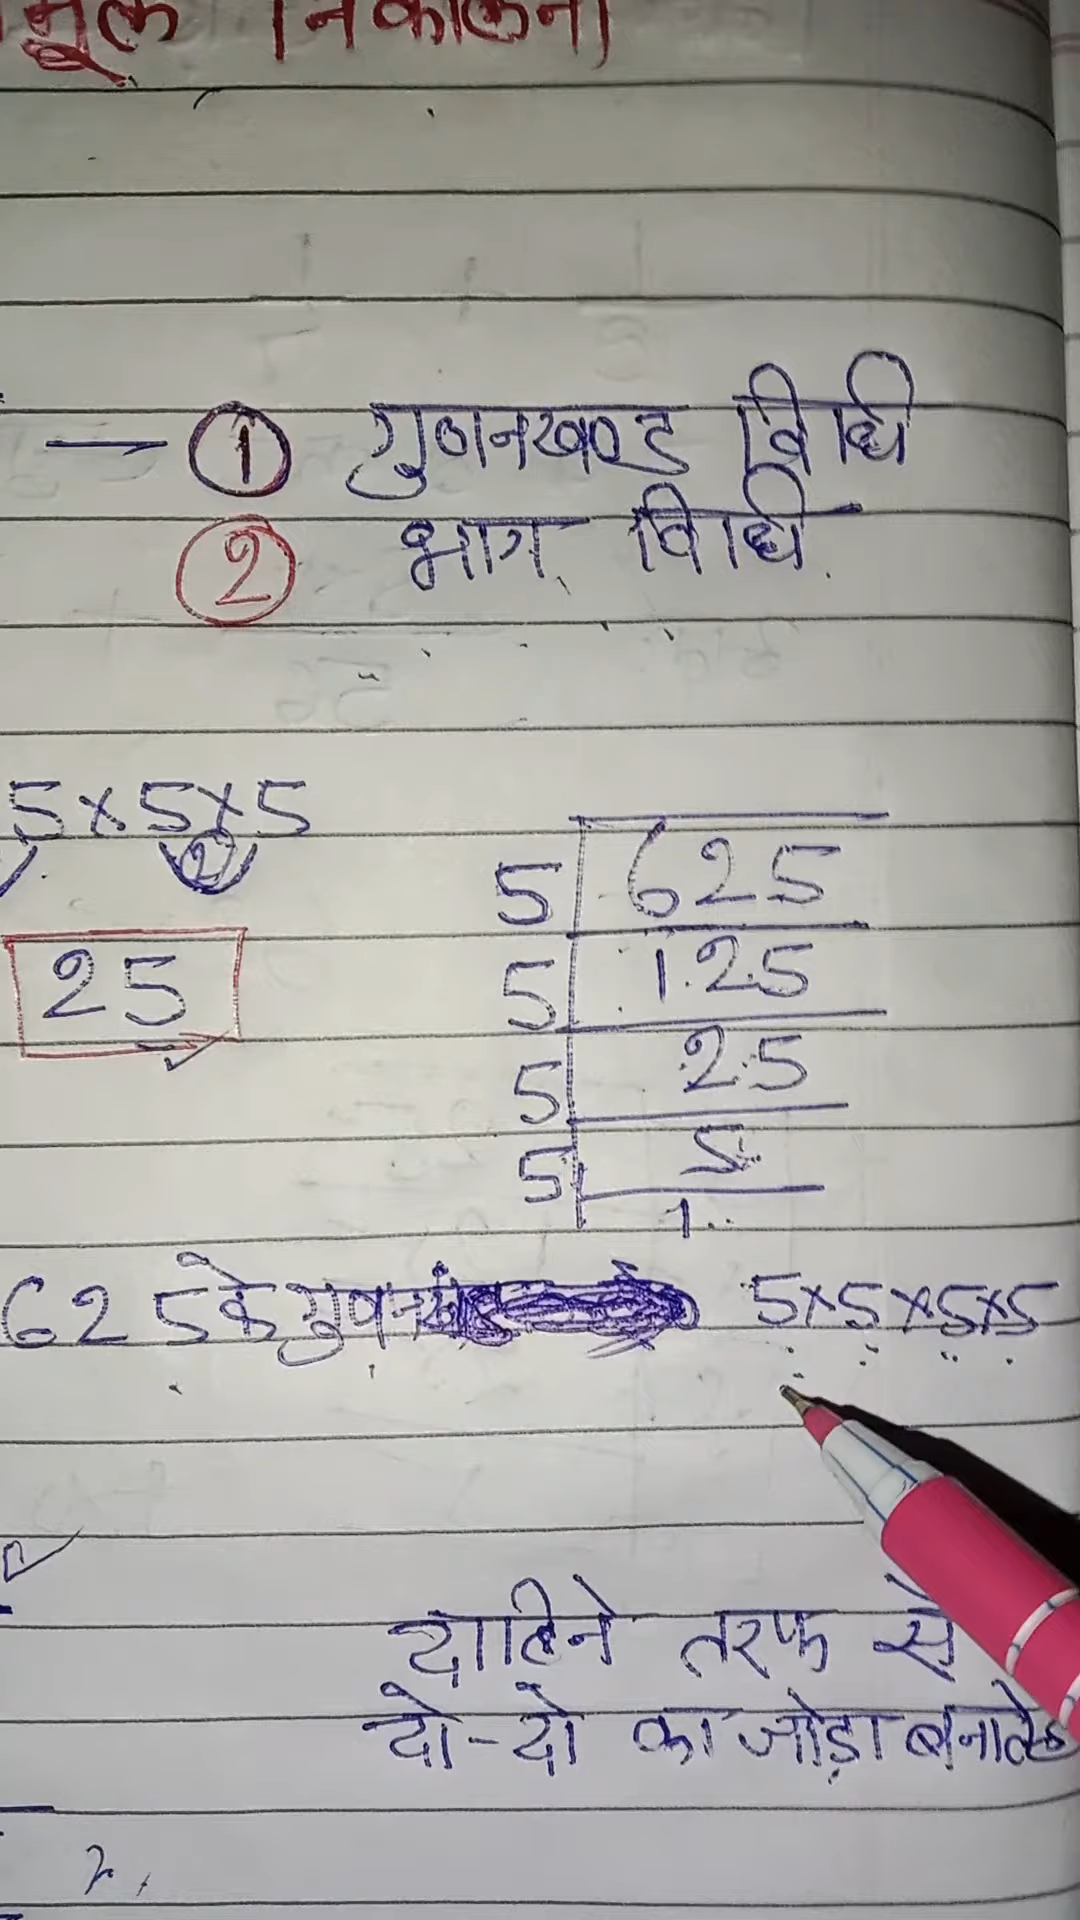 मूल निकालना
① गुणनखण्ड विधि
② भाग विधि
5×5×5
2
25
5 625
5 125
5 25
5 5
1
625 के गुणनखंड 5×5×5×5
दाहिने तरफ से
दो-दो का जोड़ा बनाते